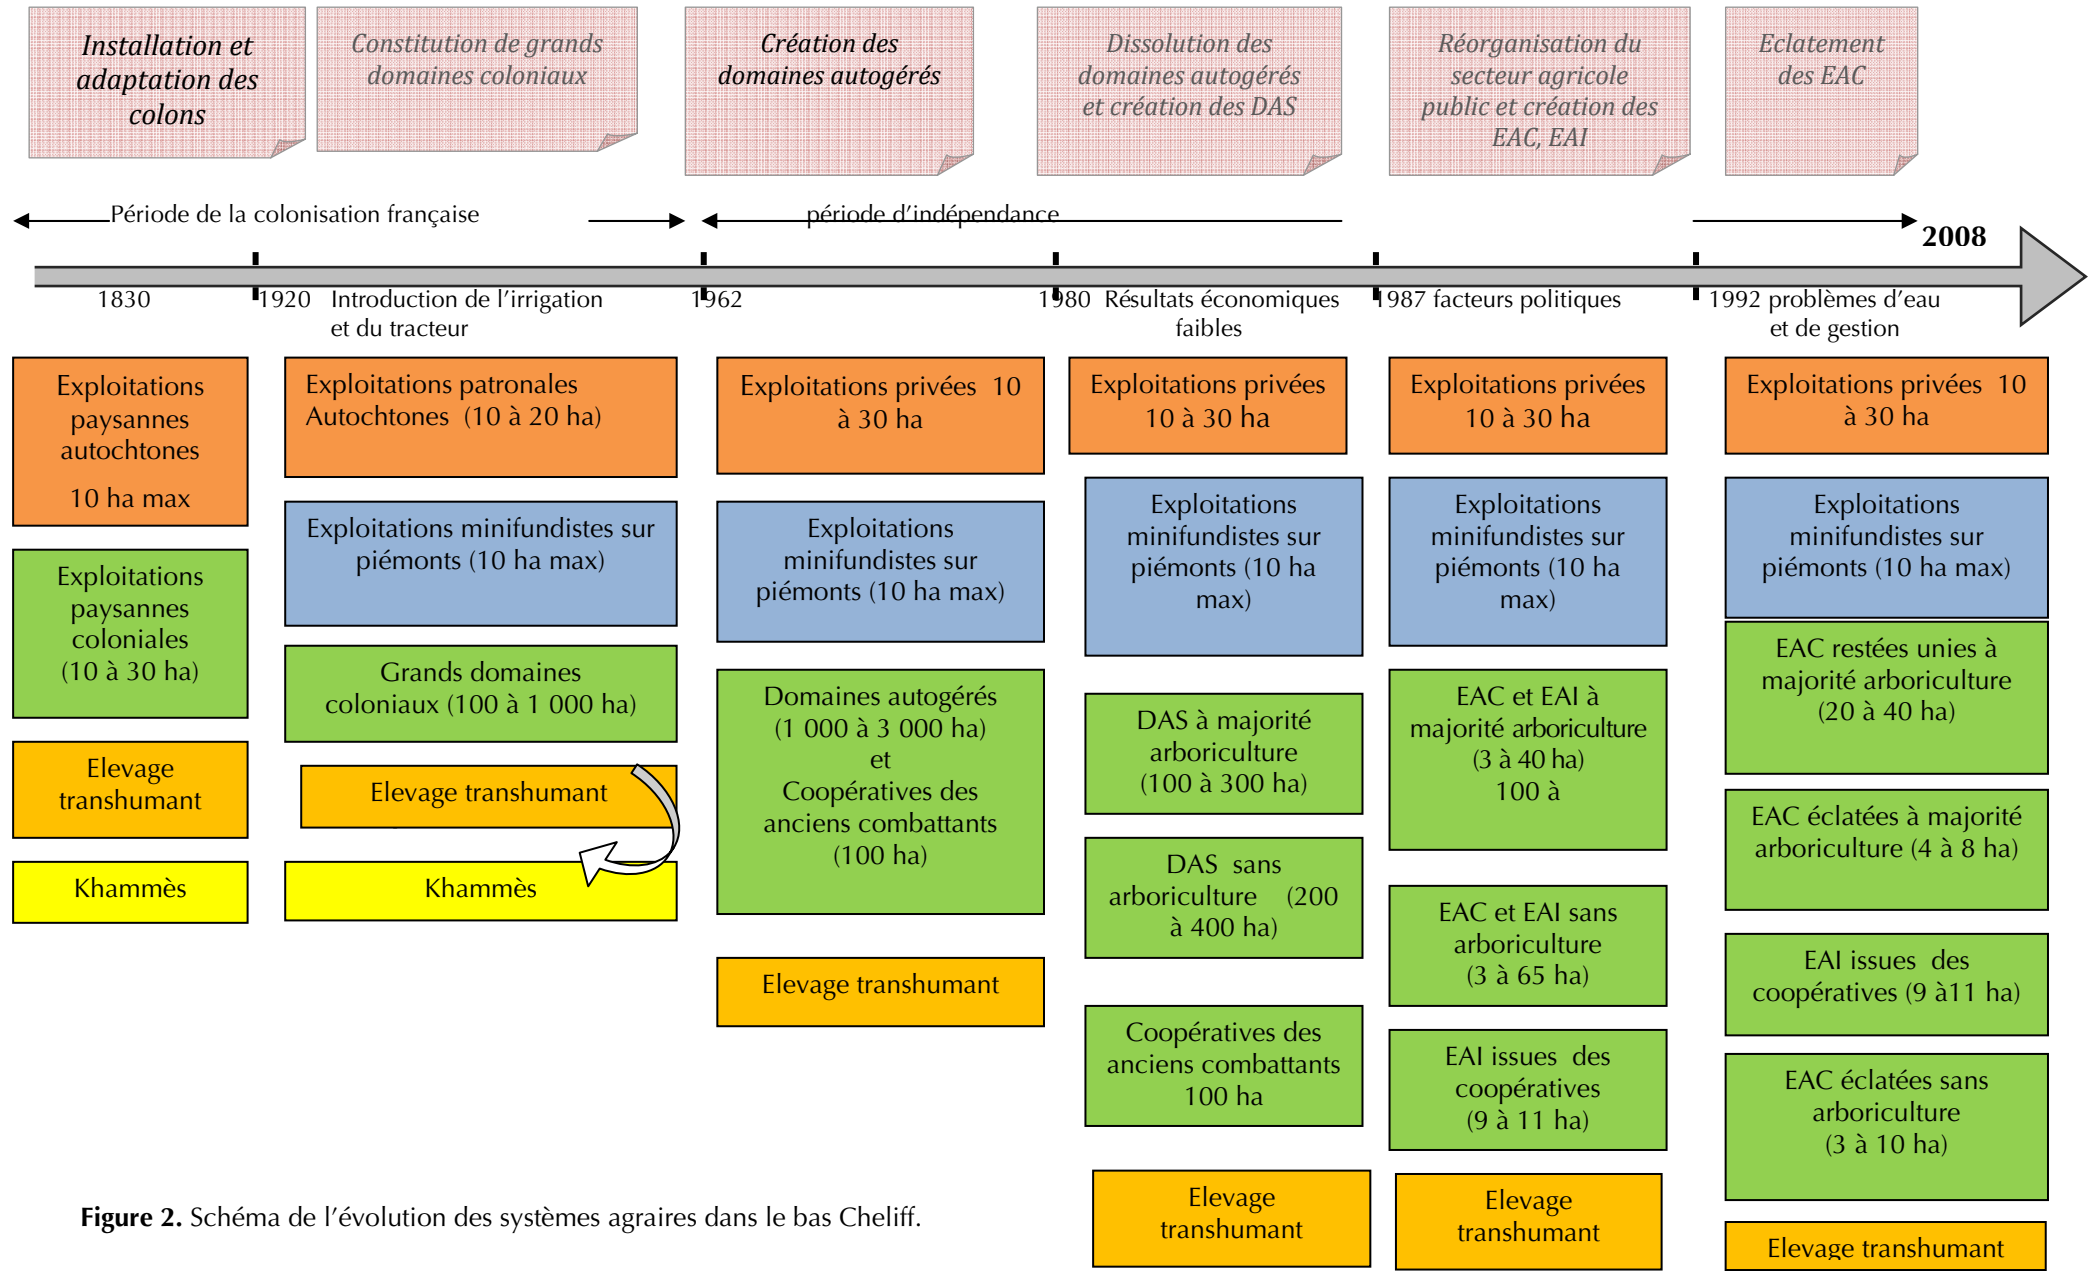 Installation et
adaptation des
colons
Constitution de grands
domaines coloniaux
Création des
domaines autogérés
Dissolution des
domaines autogérés
et création des DAS
Réorganisation du
secteur agricole
public et création des
EAC, EAI
Eclatement
des EAC
Période de la colonisation française
période d'indépendance
2008
1830
1920
Introduction de l'irrigation
et du tracteur
1962
1980
Résultats économiques
faibles
1987 facteurs politiques
1992 problèmes d'eau
et de gestion
Exploitations
paysannes
autochtones
10 ha max
Exploitations
paysannes
coloniales
(10 à 30 ha)
Elevage
transhumant
Khammès
Exploitations patronales
Autochtones (10 à 20 ha)
Exploitations minifundistes sur
piémonts (10 ha max)
Grands domaines
coloniaux (100 à 1 000 ha)
Elevage transhumant
Khammès
Exploitations privées 10
à 30 ha
Exploitations
minifundistes sur
piémonts (10 ha max)
Domaines autogérés
(1 000 à 3 000 ha)
et
Coopératives des
anciens combattants
(100 ha)
Elevage transhumant
Exploitations privées
10 à 30 ha
Exploitations
minifundistes sur
piémonts (10 ha
max)
DAS à majorité
arboriculture
(100 à 300 ha)
DAS sans
arboriculture (200
à 400 ha)
Coopératives des
anciens combattants
100 ha
Elevage
transhumant
Exploitations privées
10 à 30 ha
Exploitations
minifundistes sur
piémonts (10 ha
max)
EAC et EAI à
majorité arboriculture
(3 à 40 ha)
100 à
EAC et EAI sans
arboriculture
(3 à 65 ha)
EAI issues des
coopératives
(9 à 11 ha)
Elevage
transhumant
Exploitations privées 10
à 30 ha
Exploitations
minifundistes sur
piémonts (10 ha max)
EAC restées unies à
majorité arboriculture
(20 à 40 ha)
EAC éclatées à majorité
arboriculture (4 à 8 ha)
EAI issues des
coopératives (9 à11 ha)
EAC éclatées sans
arboriculture
(3 à 10 ha)
Elevage transhumant
Figure 2. Schéma de l'évolution des systèmes agraires dans le bas Cheliff.